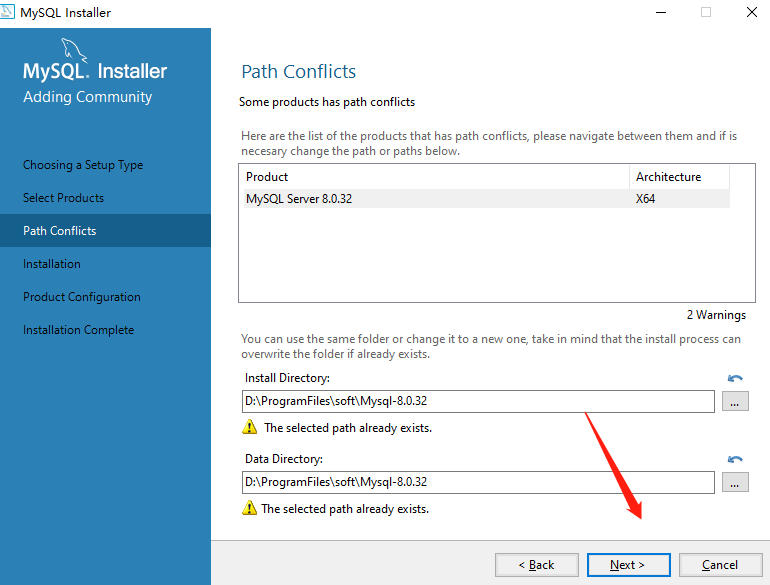 MySQL Installer
MySQL. Installer
Adding Community
Choosing a Setup Type
Select Products
Path Conflicts
Installation
Product Configuration
Installation Complete
Path Conflicts
Some products has path conflicts
Here are the list of the products that has path conflicts, please navigate between them and if is
necesary change the path or paths below.
Product Architecture
MySQL Server 8.0.32 X64
2 Warnings
You can use the same folder or change it to a new one, take in mind that the install process can
overwrite the folder if already exists.
Install Directory:
D:\ProgramFiles\soft\Mysql-8.0.32
...
The selected path already exists.
Data Directory:
D:\ProgramFiles\soft\Mysql-8.0.32
...
The selected path already exists.
< Back Next > Cancel